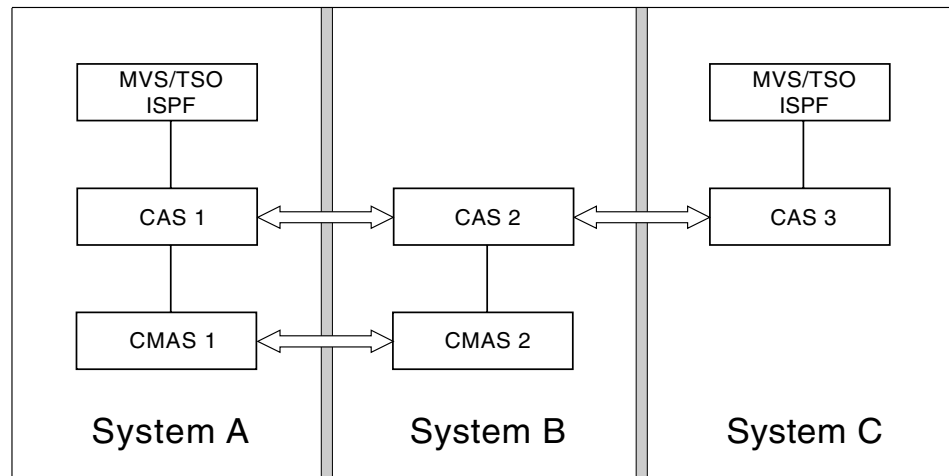 MVS/TSO
ISPF
MVS/TSO
ISPF
CAS 1
CAS 2
CAS 3
CMAS 1
CMAS 2
System A
System B
System C